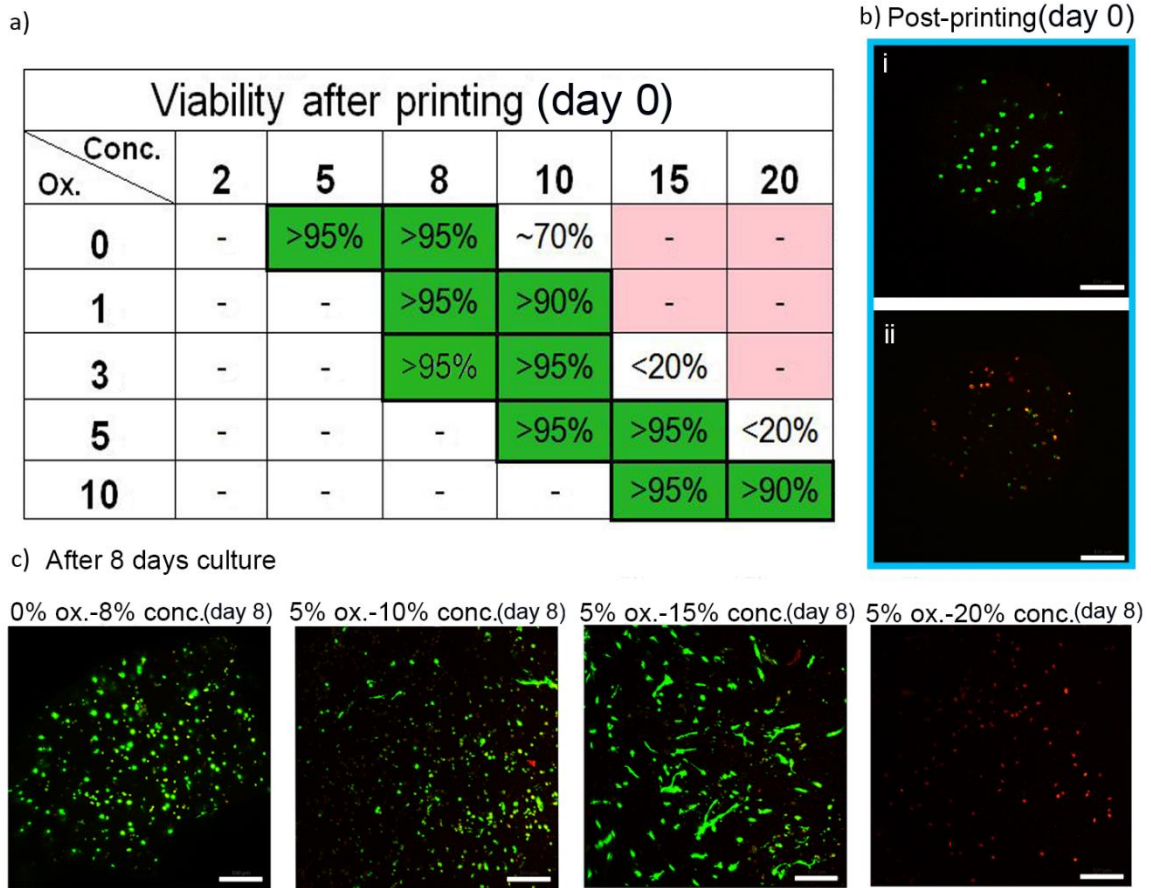 a)
Viability after printing (day 0)
Conc.
Ox.
2 5 8 10 15 20
0 - >95% >95% ~70% - -
1 - - >95% >90% - -
3 - - >95% >95% <20% -
5 - - - >95% >95% <20%
10 - - - - >95% >90%
b) Post-printing(day 0)
i
ii
c) After 8 days culture
0% ox.-8% conc.(day 8)
5% ox.-10% conc.(day 8)
5% ox.-15% conc.(day 8)
5% ox.-20% conc.(day 8)